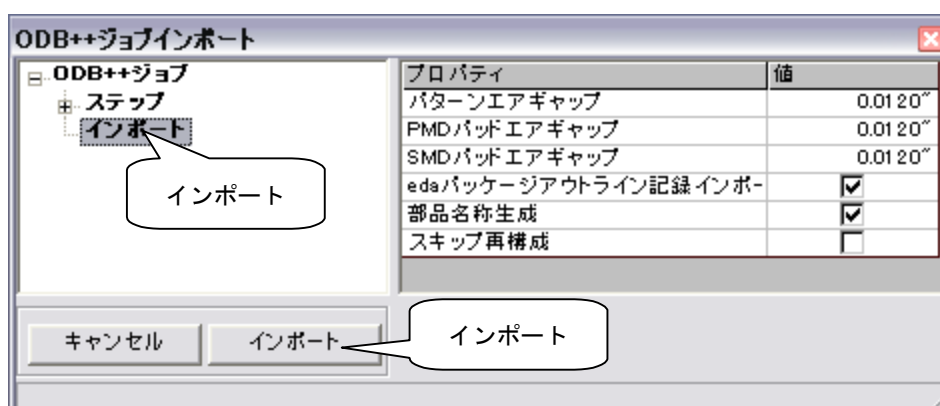 ODB++ジョブインポート
ODB++ジョブ
ステップ
インポート
インポート
プロパティ 値
パターンエアギャップ 0.0120"
PMDパッドエアギャップ 0.0120"
SMDパッドエアギャップ 0.0120"
edaパッケージアウトライン記録インポー
部品名称生成
スキップ再構成
キャンセル インポート
インポート